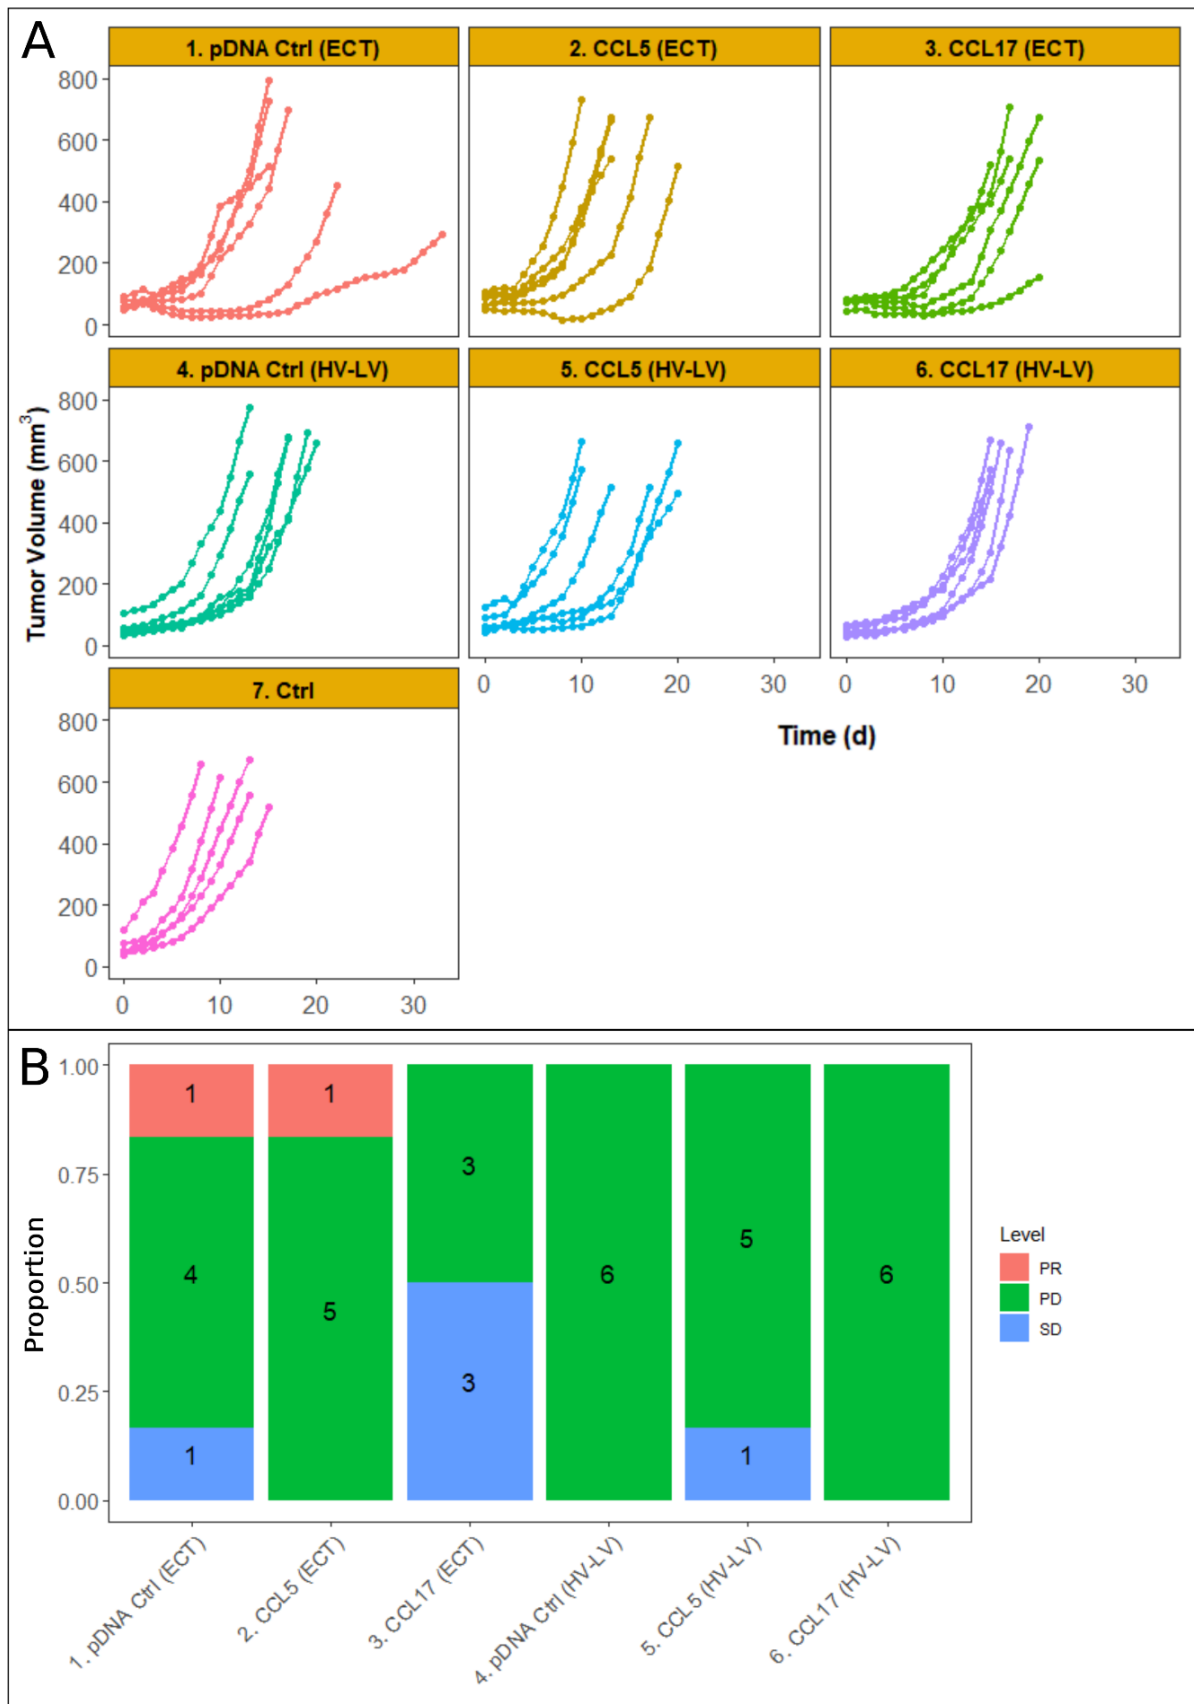 A
1. pDNA Ctrl (ECT) 2. CCL5 (ECT) 3. CCL17 (ECT)
800
600
400
200
0
4. pDNA Ctrl (HV-LV) 5. CCL5 (HV-LV) 6. CCL17 (HV-LV)
800
600
400
200
0
Tumor Volume (mm³)
0 10 20 30 0 10 20 30
7. Ctrl
Time (d)
800
600
400
200
0
0 10 20 30
B
1.00
0.75
0.50
0.25
0.00
Proportion
1 1
3
4 5 6 5 6
3
1 1
Level
PR
PD
SD
1. pDNA Ctrl (ECT)
2. CCL5 (ECT)
3. CCL17 (ECT)
4. pDNA Ctrl (HV-LV)
5. CCL5 (HV-LV)
6. CCL17 (HV-LV)